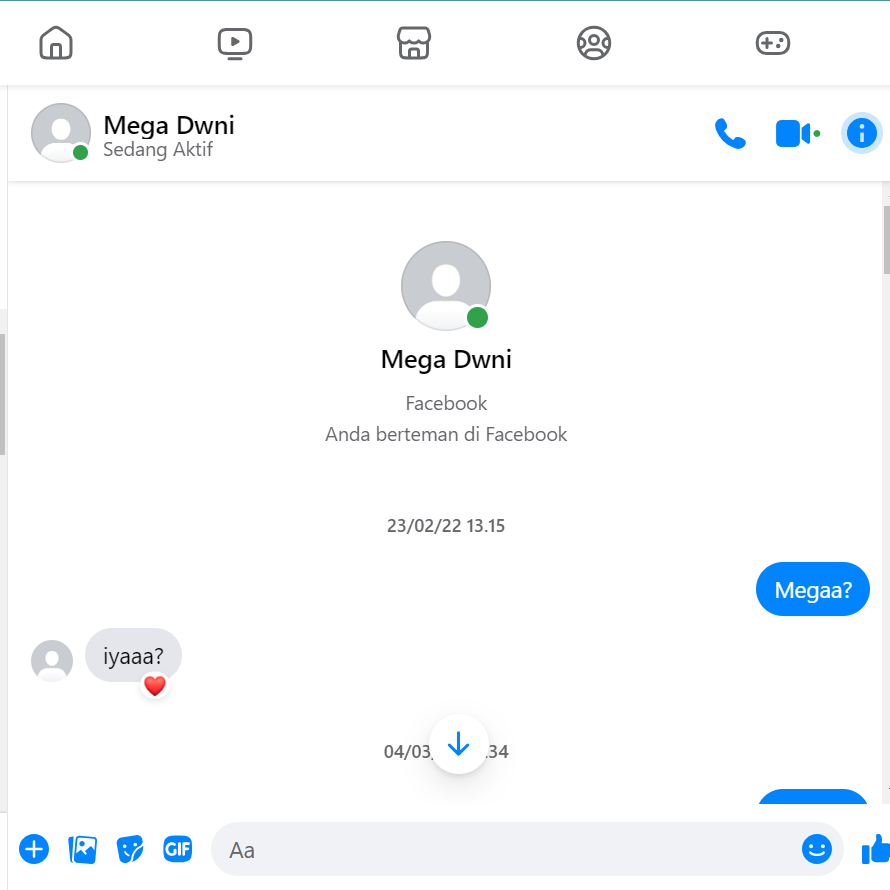 Mega Dwni
Sedang Aktif
Mega Dwni
Facebook
Anda berteman di Facebook
23/02/22 13.15
Megaa?
iyaaa?
04/03 .34
GIF
Aa